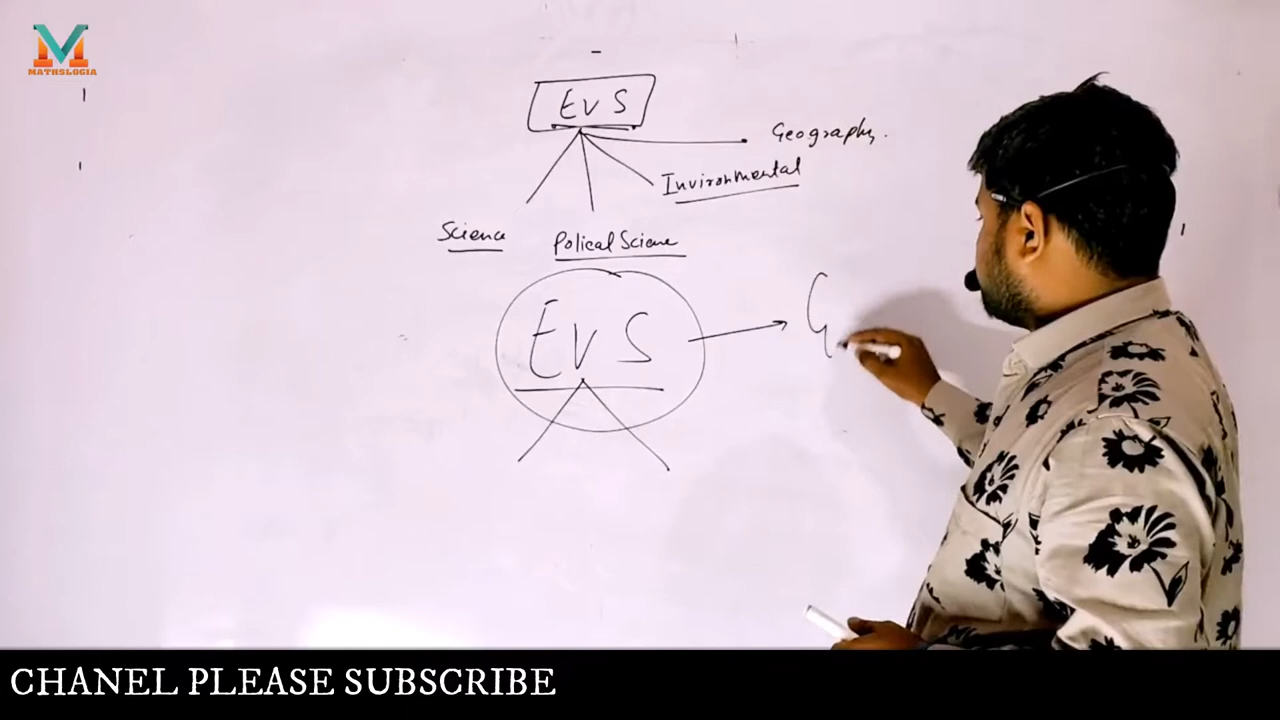 MATHSLOGIA
EVS
Geography.
Invironmental
Science
Polical Science
EVS
G
CHANEL PLEASE SUBSCRIBE